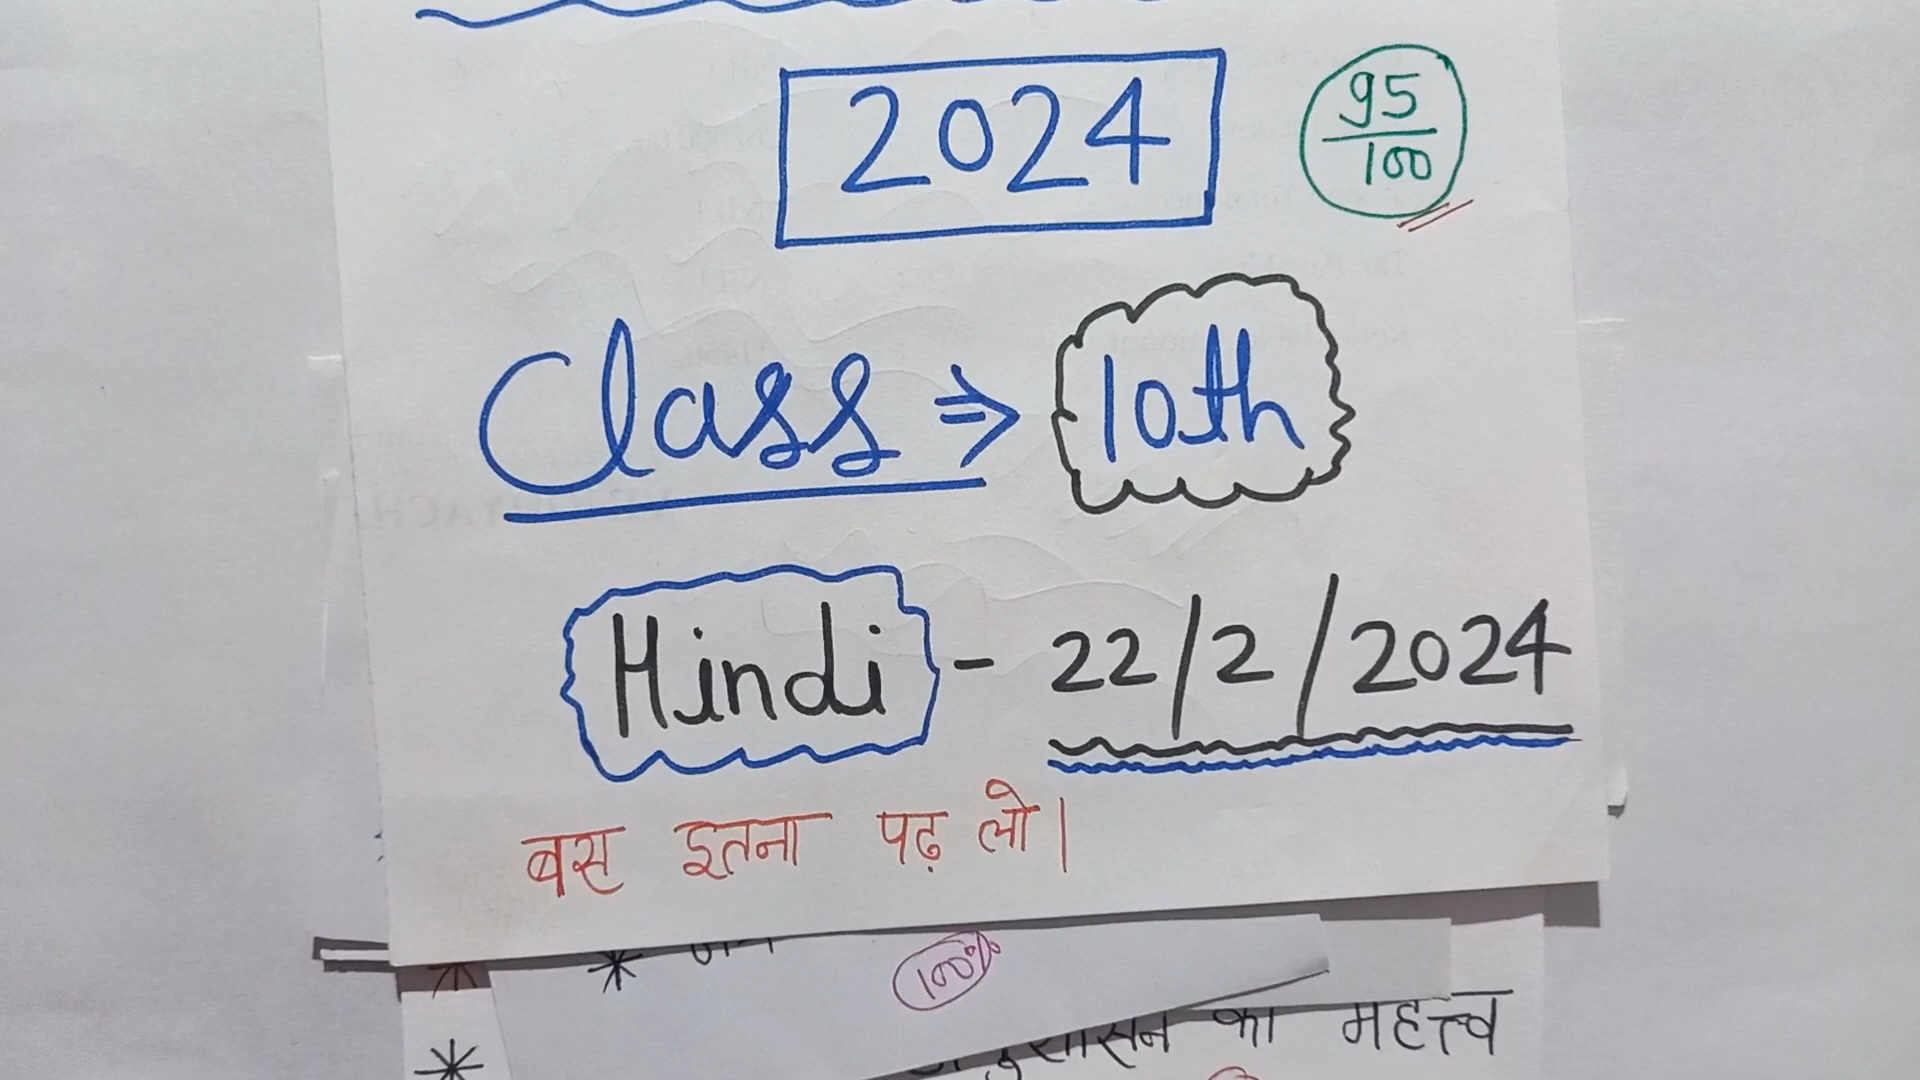 2024
95/100
Class ⇒ 10th
Hindi - 22/2/2024
बस इतना पढ़ लो।
100%
का महत्त्व